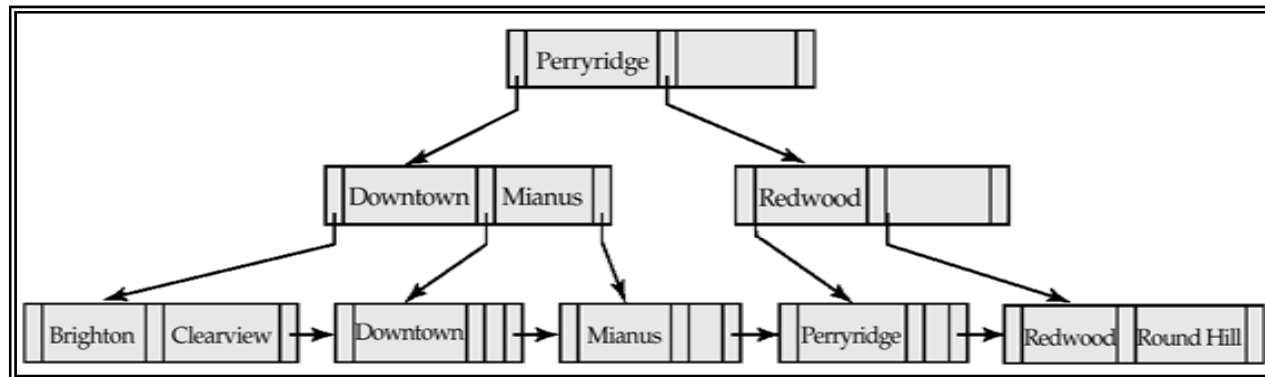 Perryridge
Downtown Mianus Redwood
Brighton Clearview Downtown Mianus Perryridge Redwood Round Hill